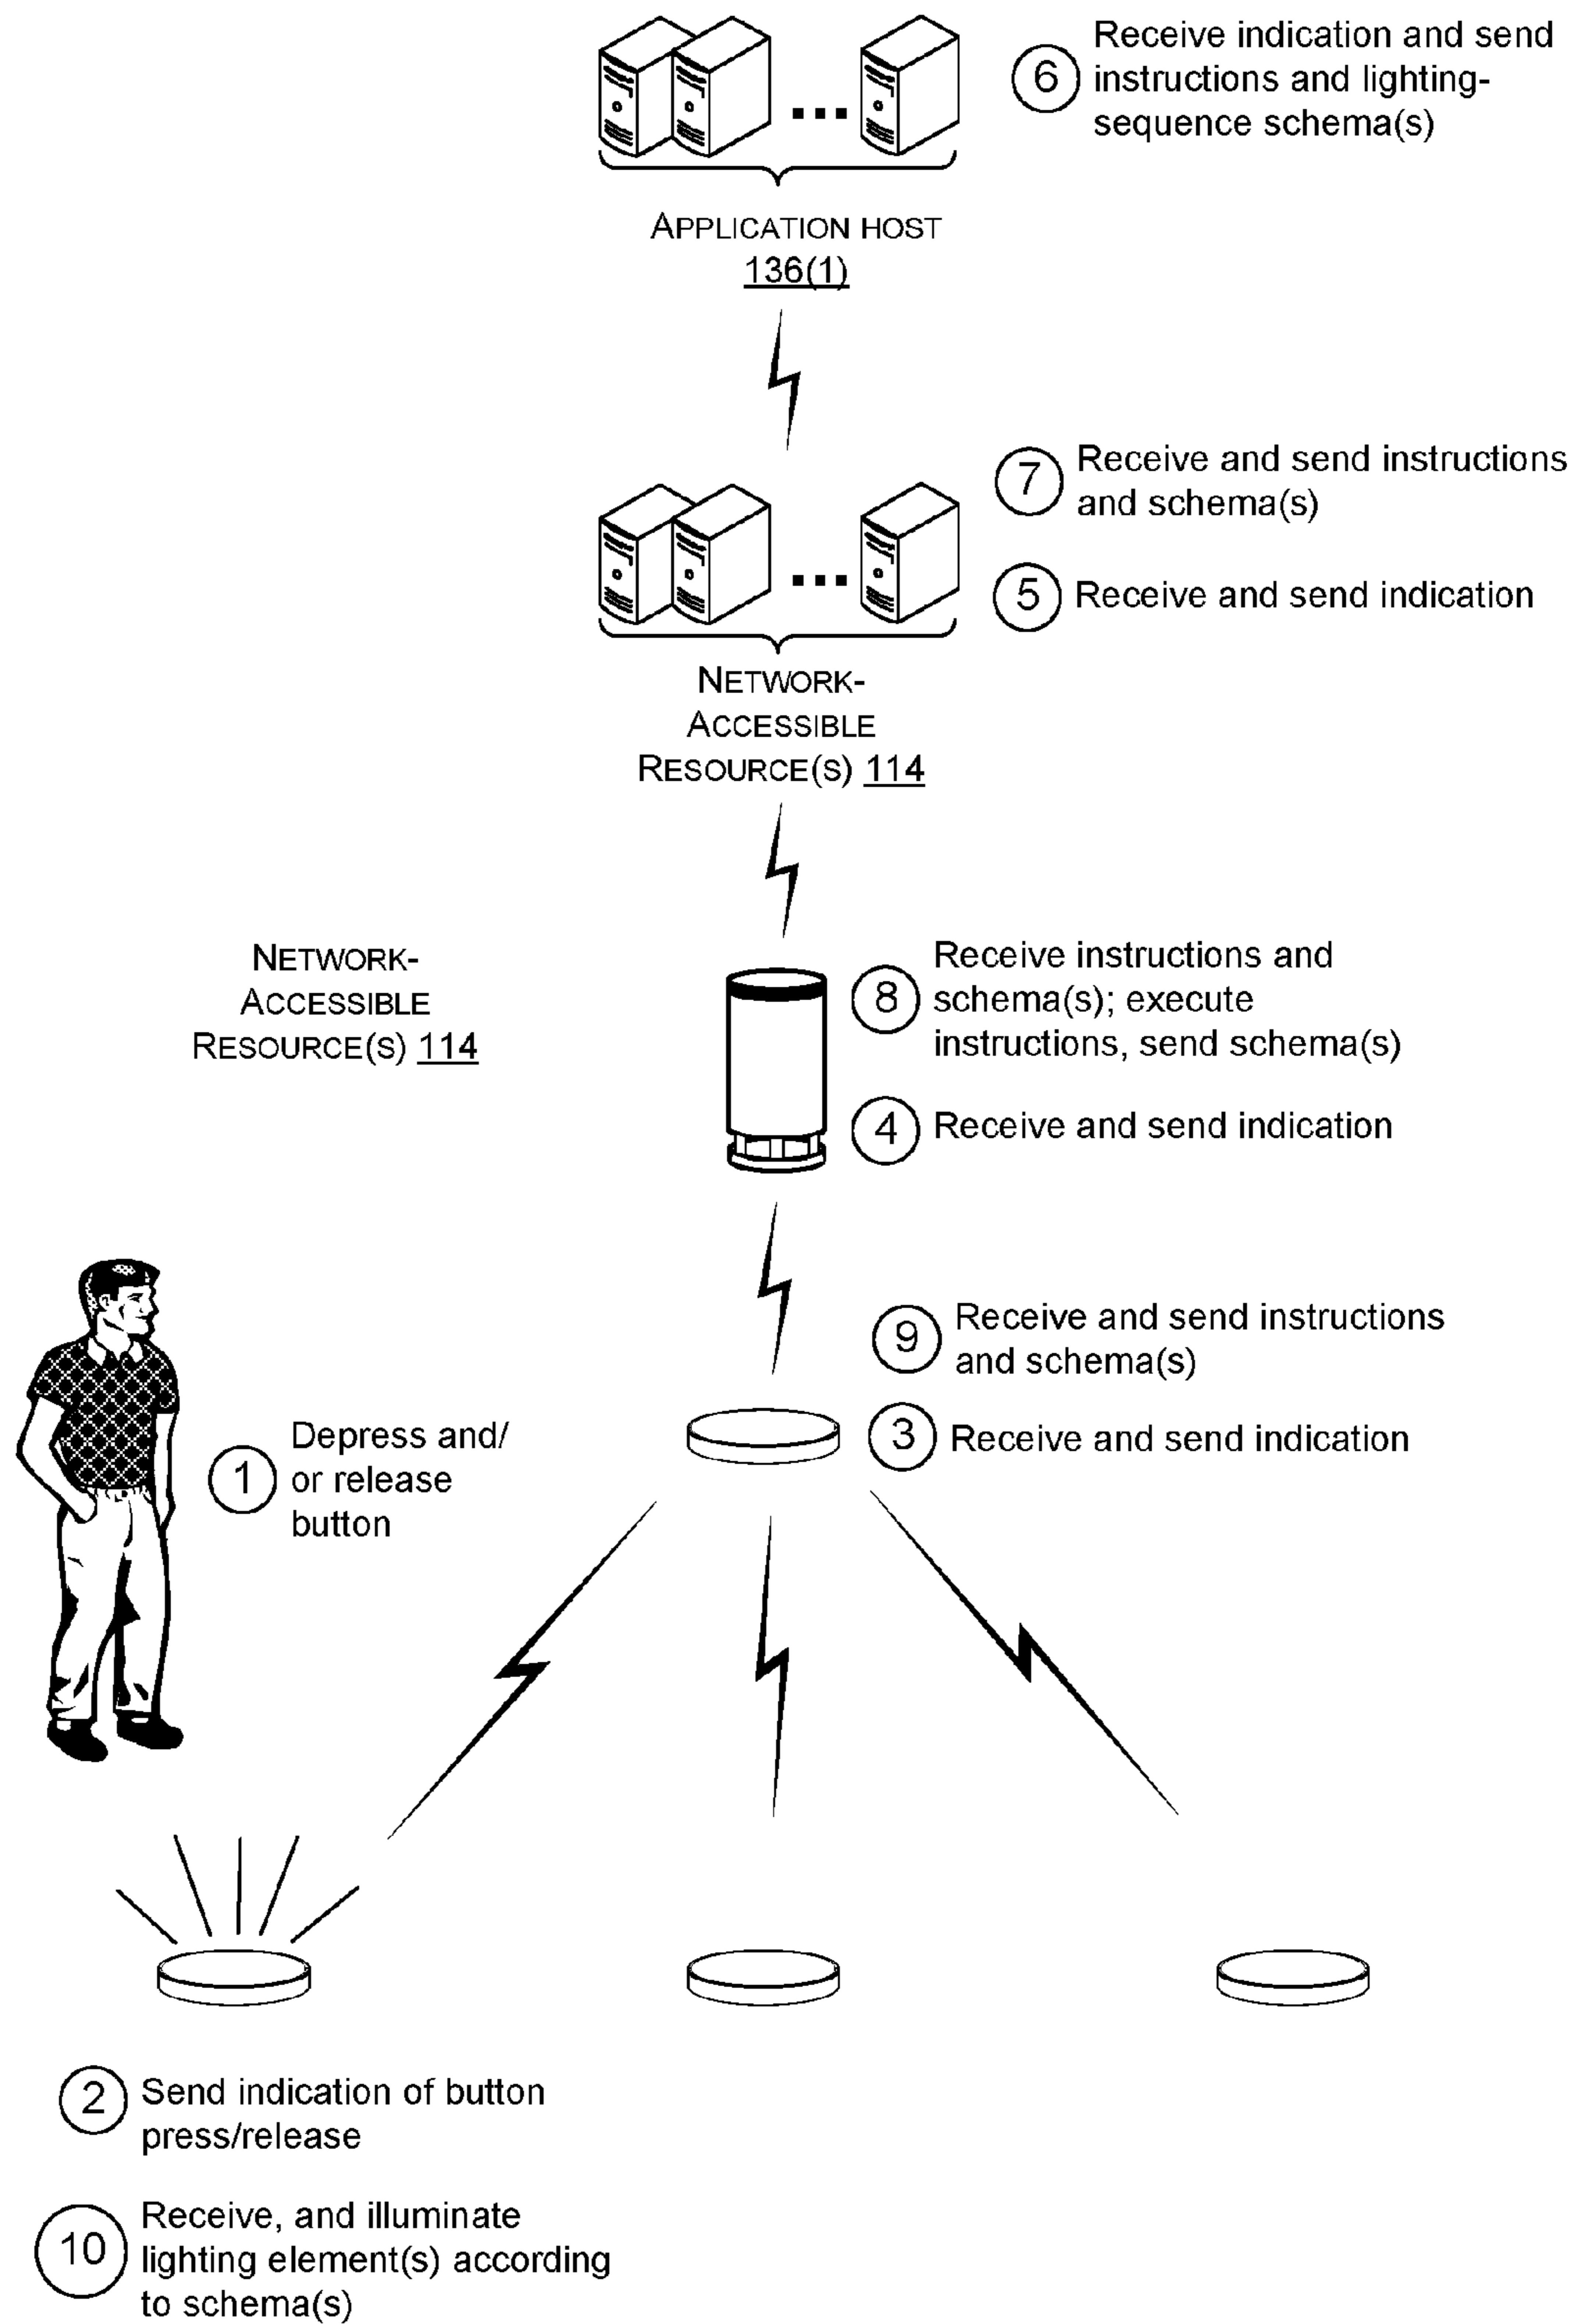 6
Receive indication and send
instructions and lighting-
sequence schema(s)
APPLICATION HOST
136(1)
7
Receive and send instructions
and schema(s)
5
Receive and send indication
NETWORK-
ACCESSIBLE
RESOURCE(S) 114
NETWORK-
ACCESSIBLE
RESOURCE(S) 114
8
Receive instructions and
schema(s); execute
instructions, send schema(s)
4
Receive and send indication
9
Receive and send instructions
and schema(s)
3
Receive and send indication
1
Depress and/
or release
button
2
Send indication of button
press/release
10
Receive, and illuminate
lighting element(s) according
to schema(s)